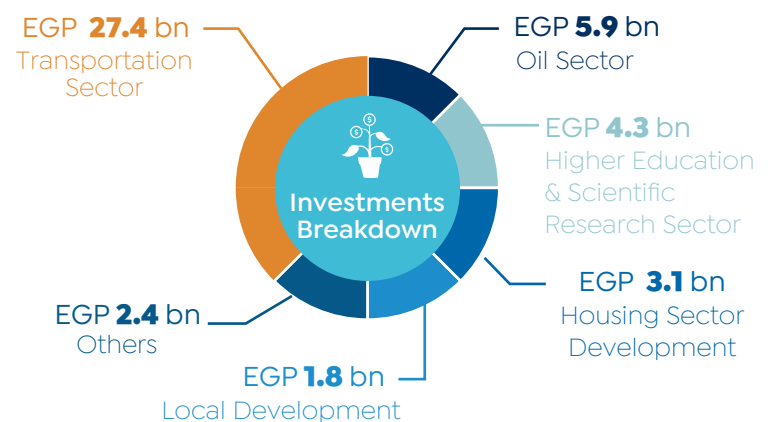 EGP 27.4 bn
Transportation
Sector
EGP 5.9 bn
Oil Sector
EGP 4.3 bn
Higher Education
& Scientific
Research Sector
$
$
$
Investments
Breakdown
EGP 3.1 bn
Housing Sector
Development
EGP 2.4 bn
Others
EGP 1.8 bn
Local Development